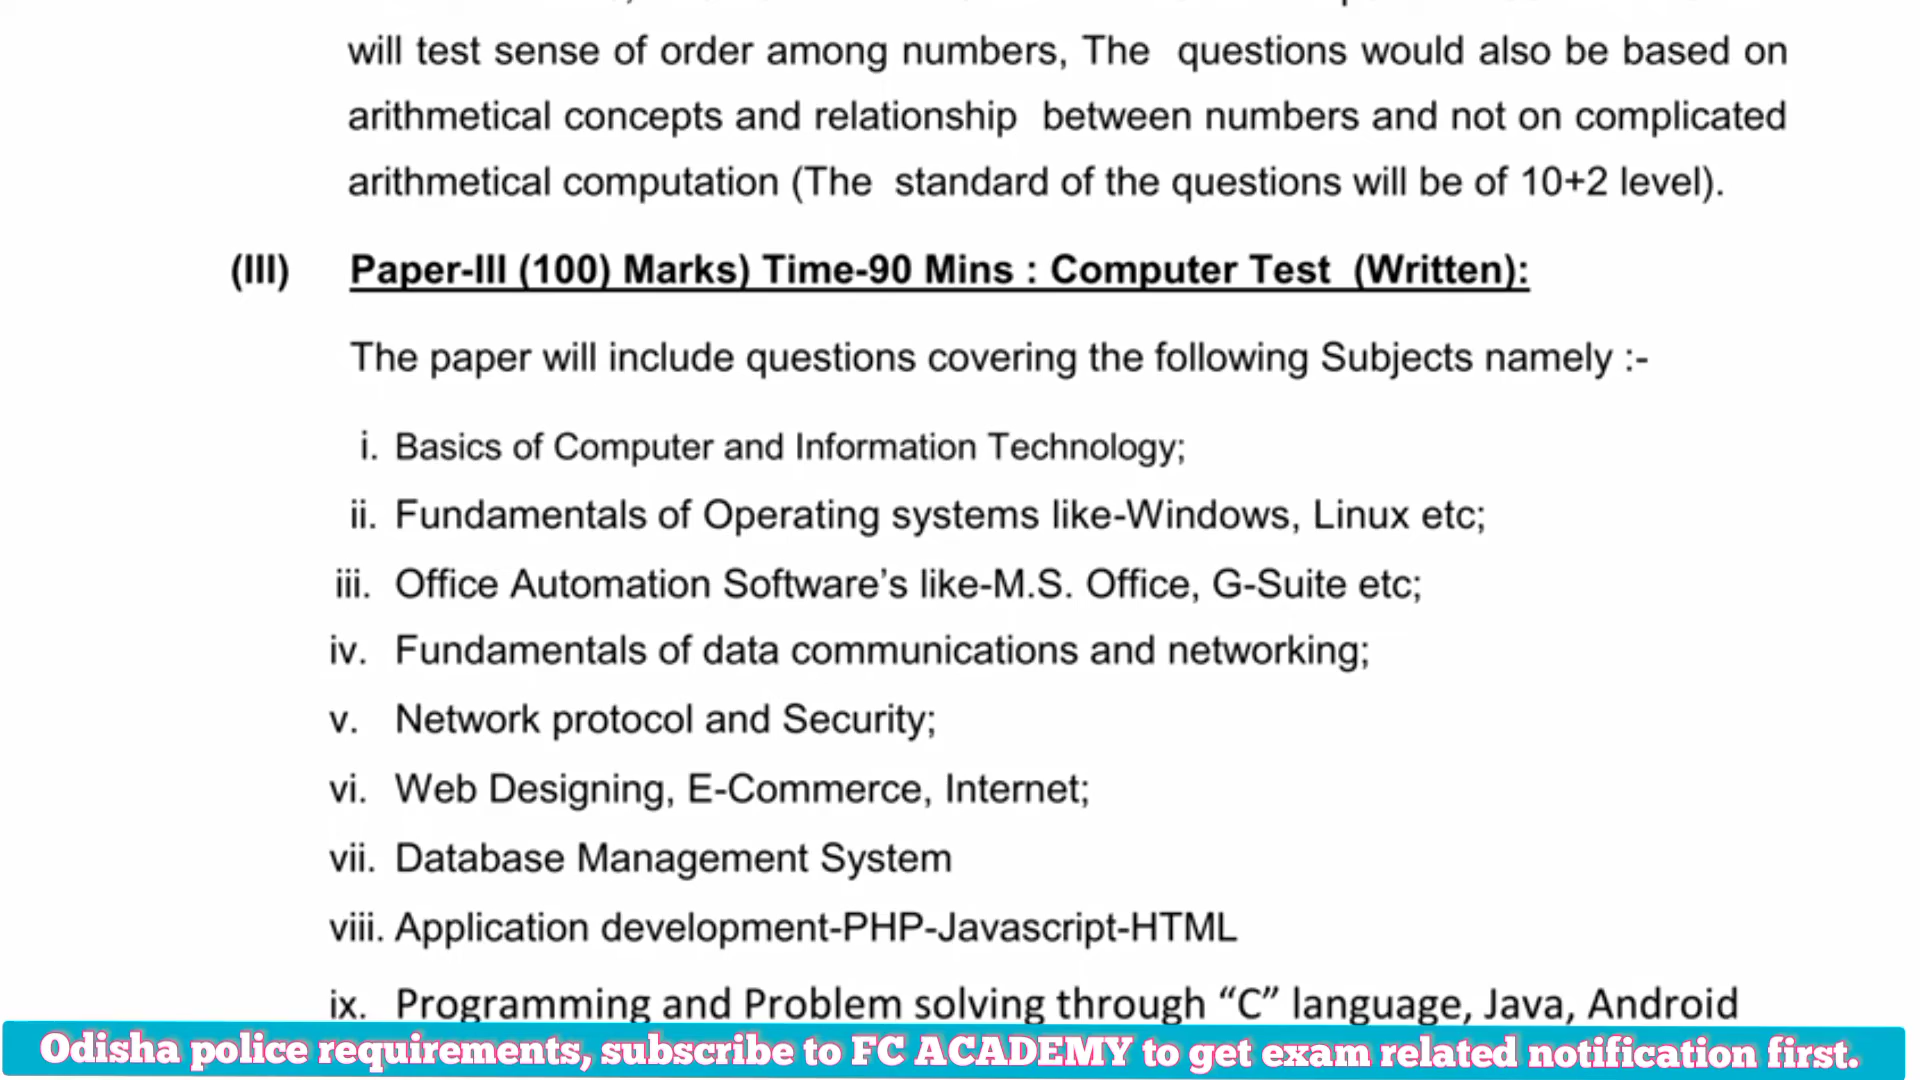 will test sense of order among numbers, The questions would also be based on
arithmetical concepts and relationship between numbers and not on complicated
arithmetical computation (The standard of the questions will be of 10+2 level).
(III) Paper-III (100) Marks) Time-90 Mins : Computer Test (Written):
The paper will include questions covering the following Subjects namely :-
i. Basics of Computer and Information Technology;
ii. Fundamentals of Operating systems like-Windows, Linux etc;
iii. Office Automation Software’s like-M.S. Office, G-Suite etc;
iv. Fundamentals of data communications and networking;
v. Network protocol and Security;
vi. Web Designing, E-Commerce, Internet;
vii. Database Management System
viii. Application development-PHP-Javascript-HTML
ix. Programming and Problem solving through “C” language, Java, Android
Odisha police requirements, subscribe to FC ACADEMY to get exam related notification first.